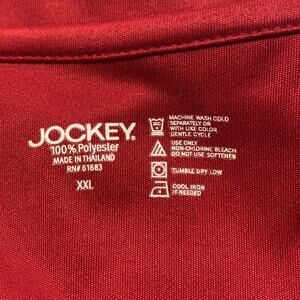 JOCKEY.
100% Polyester
MADE IN THAILAND
RN# 61683
XXL
MACHINE WASH COLD
SEPARATELY OR
WITH LIKE COLOR
GENTLE CYCLE
USE ONLY
NON-CHLORINE BLEACH
DO NOT USE SOFTENER
TUMBLE DRY LOW
COOL IRON
IF NEEDED